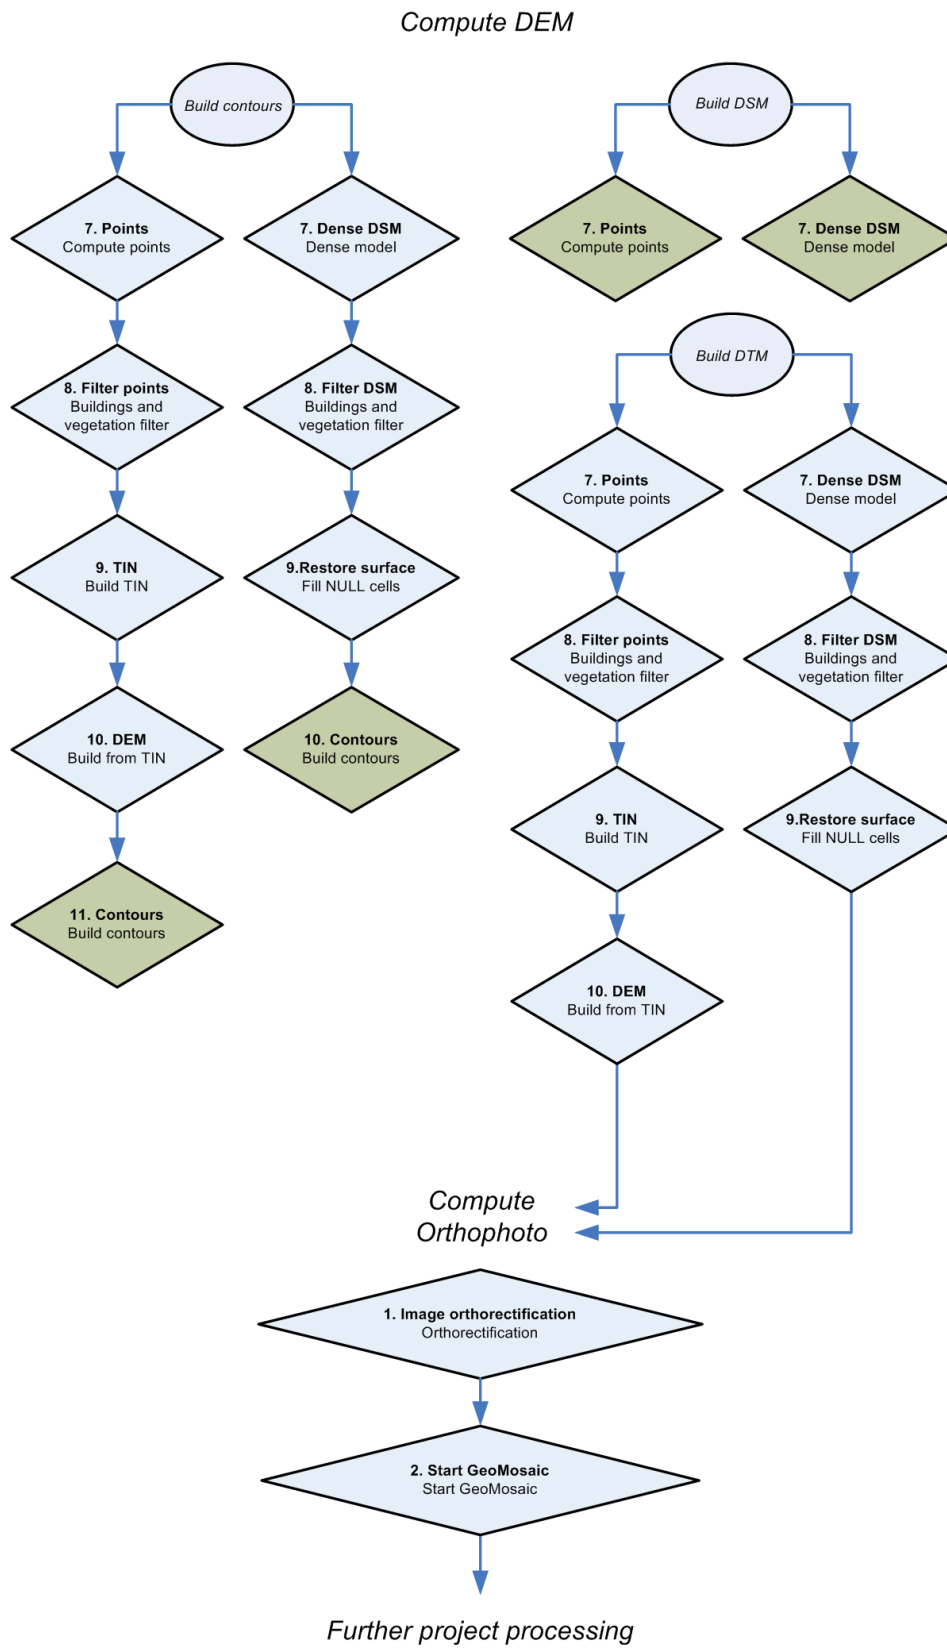 Compute DEM
Build contours
7. Points
Compute points
7. Dense DSM
Dense model
8. Filter points
Buildings and
vegetation filter
8. Filter DSM
Buildings and
vegetation filter
9. TIN
Build TIN
9.Restore surface
Fill NULL cells
10. DEM
Build from TIN
10. Contours
Build contours
11. Contours
Build contours
Build DSM
7. Points
Compute points
7. Dense DSM
Dense model
Build DTM
7. Points
Compute points
7. Dense DSM
Dense model
8. Filter points
Buildings and
vegetation filter
8. Filter DSM
Buildings and
vegetation filter
9. TIN
Build TIN
9.Restore surface
Fill NULL cells
10. DEM
Build from TIN
Compute
Orthophoto
1. Image orthorectification
Orthorectification
2. Start GeoMosaic
Start GeoMosaic
Further project processing